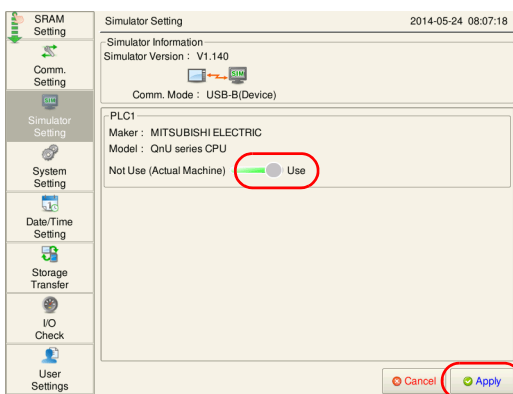 SRAM
Setting
Comm.
Setting
SIM
Simulator
Setting
System
Setting
Date/Time
Setting
Storage
Transfer
I/O
Check
User
Settings
Simulator Setting 2014-05-24 08:07:18
Simulator Information
Simulator Version : V1.140
SIM
Comm. Mode : USB-B(Device)
PLC1
Maker : MITSUBISHI ELECTRIC
Model : QnU series CPU
Not Use (Actual Machine) Use
Cancel Apply